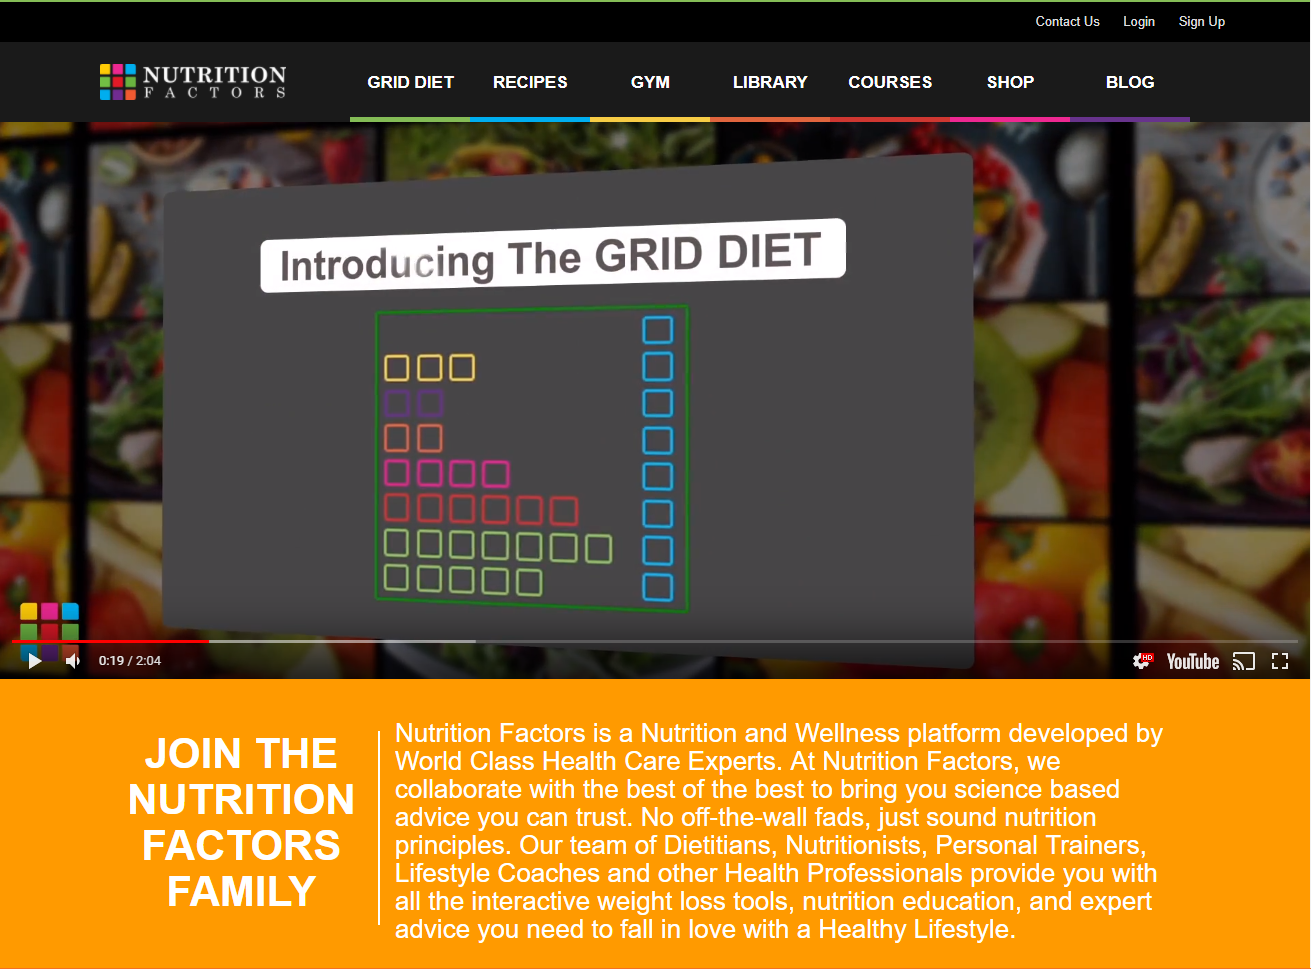 Contact Us Login Sign Up
NUTRITION
FACTORS
GRID DIET RECIPES GYM LIBRARY COURSES SHOP BLOG
Introducing The GRID DIET
0:19 / 2:04
HD
YouTube
JOIN THE
NUTRITION
FACTORS
FAMILY
Nutrition Factors is a Nutrition and Wellness platform developed by
World Class Health Care Experts. At Nutrition Factors, we
collaborate with the best of the best to bring you science based
advice you can trust. No off-the-wall fads, just sound nutrition
principles. Our team of Dietitians, Nutritionists, Personal Trainers,
Lifestyle Coaches and other Health Professionals provide you with
all the interactive weight loss tools, nutrition education, and expert
advice you need to fall in love with a Healthy Lifestyle.